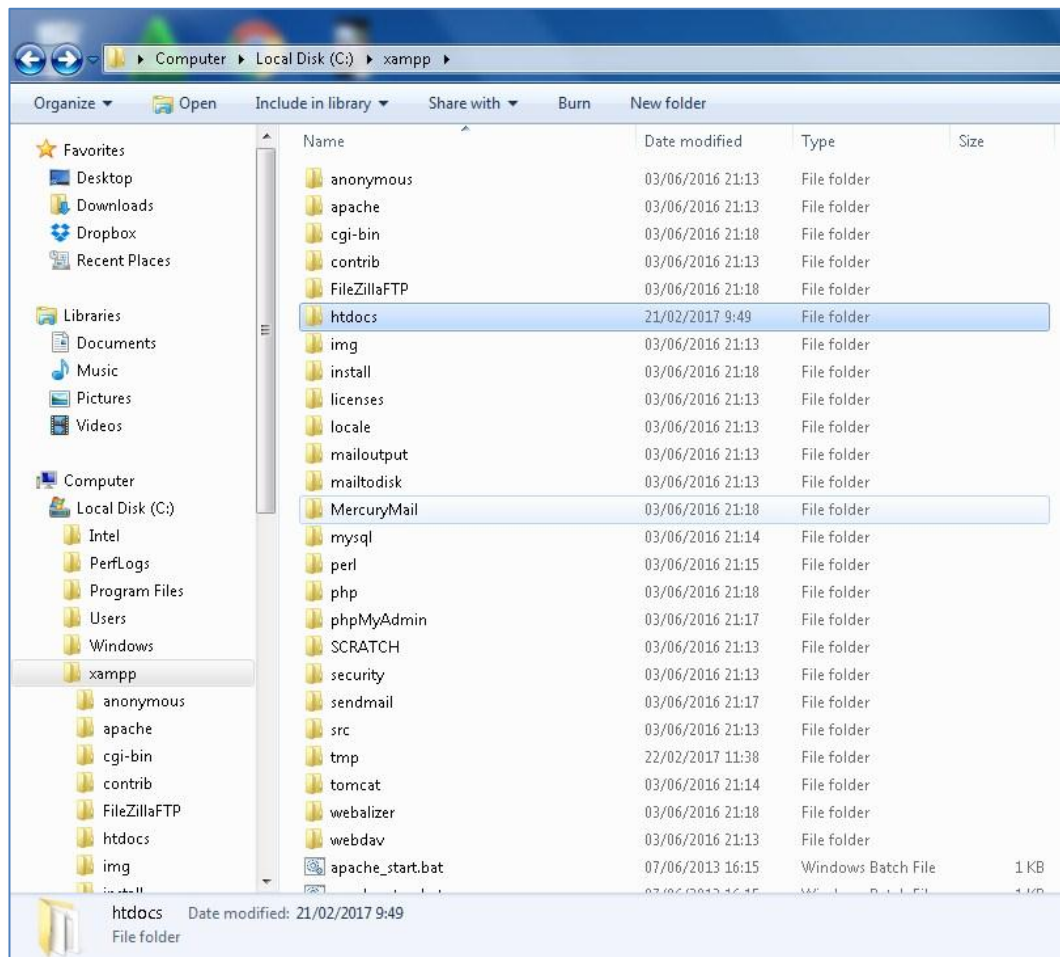 Computer Local Disk (C:) xampp
Organize Open Include in library Share with Burn New folder
Favorites
Desktop
Downloads
Dropbox
Recent Places
Libraries
Documents
Music
Pictures
Videos
Computer
Local Disk (C:)
Intel
PerfLogs
Program Files
Users
Windows
xampp
anonymous
apache
cgi-bin
contrib
FileZillaFTP
htdocs
img
Name Date modified Type Size
anonymous 03/06/2016 21:13 File folder
apache 03/06/2016 21:13 File folder
cgi-bin 03/06/2016 21:18 File folder
contrib 03/06/2016 21:13 File folder
FileZillaFTP 03/06/2016 21:18 File folder
htdocs 21/02/2017 9:49 File folder
img 03/06/2016 21:13 File folder
install 03/06/2016 21:18 File folder
licenses 03/06/2016 21:13 File folder
locale 03/06/2016 21:13 File folder
mailoutput 03/06/2016 21:13 File folder
mailtodisk 03/06/2016 21:13 File folder
MercuryMail 03/06/2016 21:18 File folder
mysql 03/06/2016 21:14 File folder
perl 03/06/2016 21:15 File folder
php 03/06/2016 21:18 File folder
phpMyAdmin 03/06/2016 21:17 File folder
SCRATCH 03/06/2016 21:13 File folder
security 03/06/2016 21:13 File folder
sendmail 03/06/2016 21:17 File folder
src 03/06/2016 21:13 File folder
tmp 22/02/2017 11:38 File folder
tomcat 03/06/2016 21:14 File folder
webalizer 03/06/2016 21:18 File folder
webdav 03/06/2016 21:13 File folder
apache_start.bat 07/06/2013 16:15 Windows Batch File 1 KB
htdocs Date modified: 21/02/2017 9:49
File folder